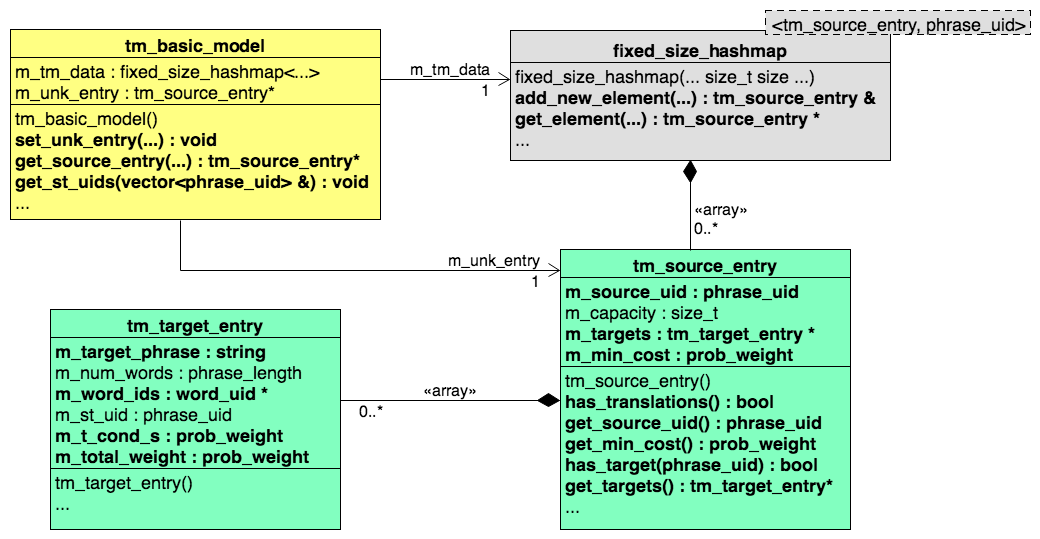 <tm_source_entry, phrase_uid>
tm_basic_model
m_tm_data : fixed_size_hashmap<...>
m_unk_entry : tm_source_entry*
tm_basic_model()
set_unk_entry(...) : void
get_source_entry(...) : tm_source_entry*
get_st_uids(vector<phrase_uid> &) : void
...
m_tm_data
1
fixed_size_hashmap
fixed_size_hashmap(... size_t size ...)
add_new_element(...) : tm_source_entry &
get_element(...) : tm_source_entry *
...
«array»
0..*
m_unk_entry
1
tm_source_entry
m_source_uid : phrase_uid
m_capacity : size_t
m_targets : tm_target_entry *
m_min_cost : prob_weight
tm_source_entry()
has_translations() : bool
get_source_uid() : phrase_uid
get_min_cost() : prob_weight
has_target(phrase_uid) : bool
get_targets() : tm_target_entry*
...
«array»
0..*
tm_target_entry
m_target_phrase : string
m_num_words : phrase_length
m_word_ids : word_uid *
m_st_uid : phrase_uid
m_t_cond_s : prob_weight
m_total_weight : prob_weight
tm_target_entry()
...